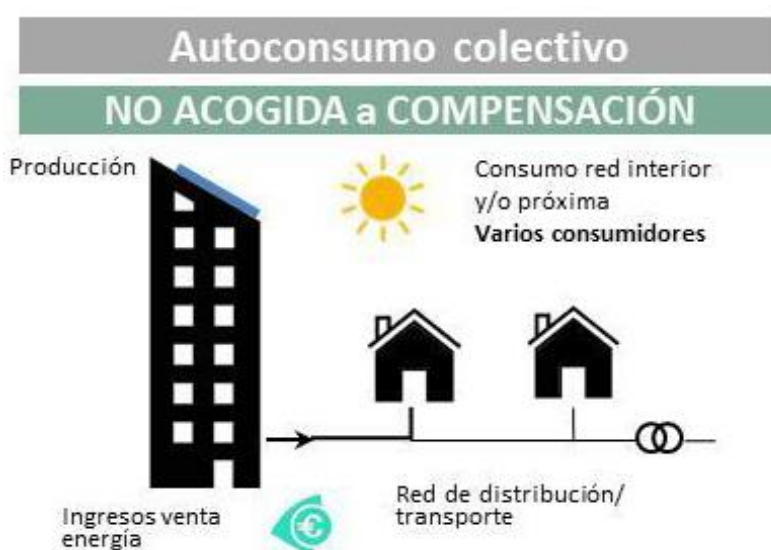 Autoconsumo colectivo
NO ACOGIDA a COMPENSACIÓN
Producción
Consumo red interior
y/o próxima
Varios consumidores
Red de distribución/
transporte
Ingresos venta
energía
€